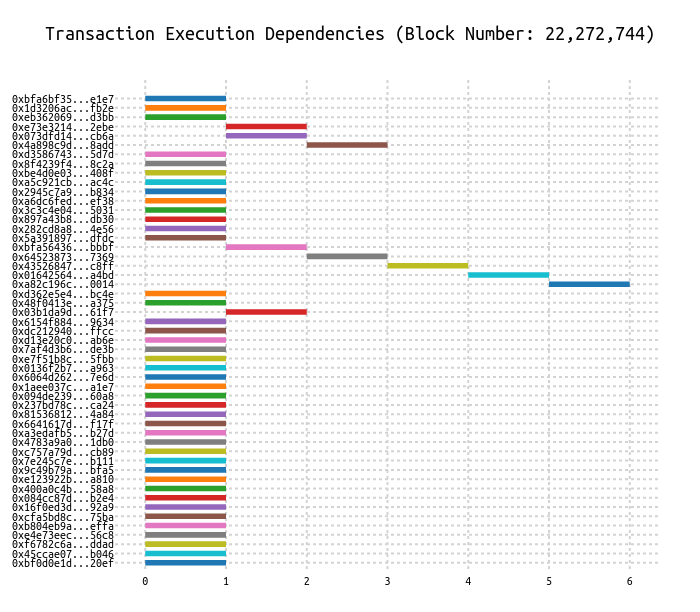 Transaction Execution Dependencies (Block Number: 22,272,744)
0xbfa6bf35...e1e7
0x1d3206ac...fb2e
0xeb362069...d3bb
0xe73e3214...2ebe
0x073dfd14...cb6a
0x4a898c9d...8add
0xd3586743...5d7d
0x8f4239f4...8c2a
0xbe4d0e03...408f
0xa5c921cb...ac4c
0x2945c7a9...b834
0xa6dc6fed...ef38
0x3c3c4e04...5031
0x897a43b8...db30
0x282cd8a8...4e56
0x5a391897...dfdc
0xbfa56436...bbbf
0x64523873...7369
0x43526847...c8ff
0x01642564...a4bd
0xa82c196c...0014
0xd362e5e4...bc4e
0x48f0413e...a375
0x03b1da9d...61f7
0x6154f884...9634
0xdc212940...ffcc
0xd13e20c0...ab6e
0x7af4d3b6...de3b
0xe7f51b8c...5fbb
0x0136f2b7...a963
0x6064d262...7e6d
0x1aee037c...a1e7
0x094de239...60a8
0x237bd78c...ca24
0x81536812...4a84
0x6641617d...f17f
0xa3edafb5...b27d
0x4783a9a0...1db0
0xc757a79d...cb89
0x7e245c7e...b111
0x9c49b79a...bfa5
0xe123922b...a810
0x400a0c4b...58a8
0x084cc87d...b2e4
0x16f0ed3d...92a9
0xcfa5bd8c...75ba
0xb804eb9a...effa
0xe4e73eec...56c8
0xf6782c6a...ddad
0x45ccae07...b046
0xbf0d0e1d...20ef
0 1 2 3 4 5 6